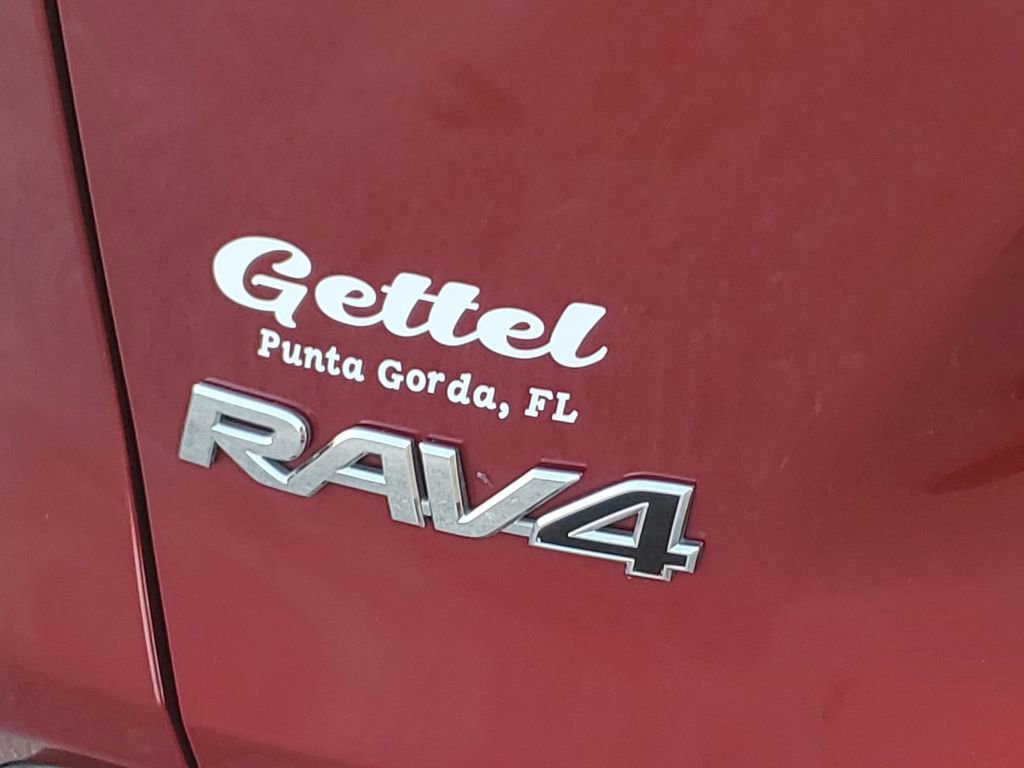 Gettel
Punta Gorda, FL
RAV4